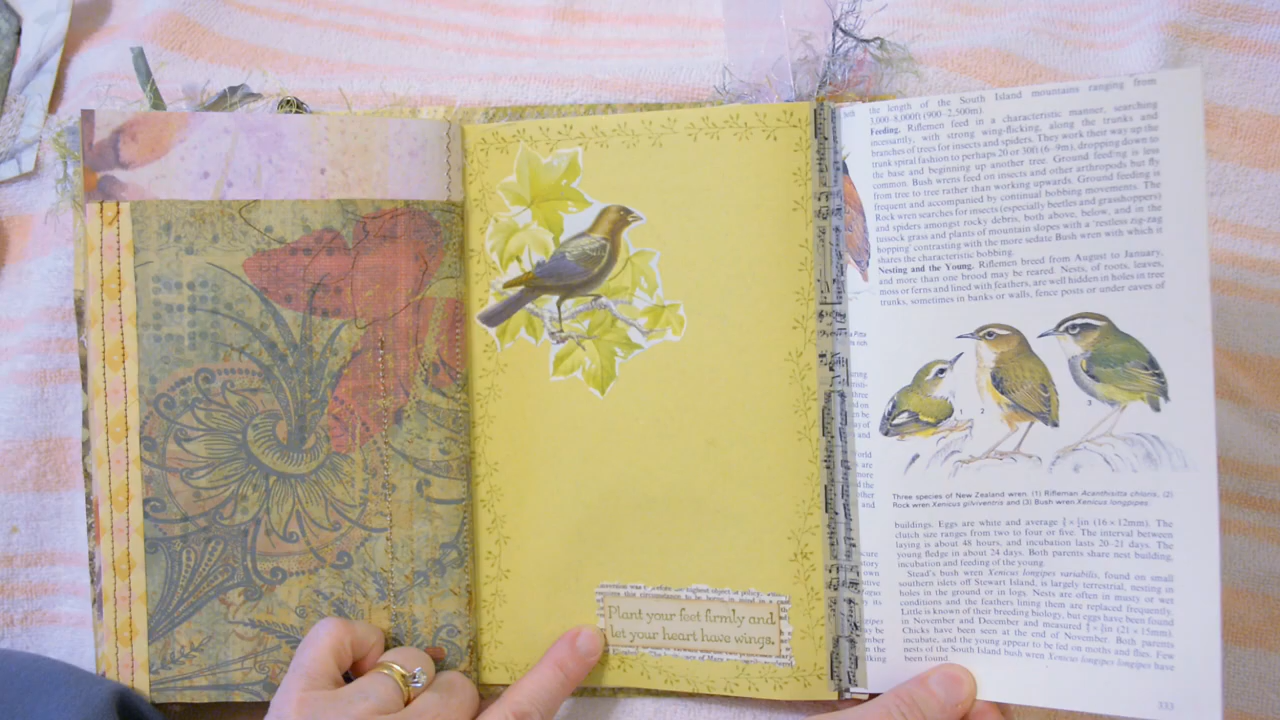 Plant your feet firmly and
let your heart have wings.
the length of the South Island mountains ranging from
3,000–8,000ft (900–2,500m).
Feeding. Riflemen feed in a characteristic manner, searching
incessantly, with strong wing-flicking, along the trunks and
branches of trees for insects and spiders. They work their way up the
trunk spiral fashion to perhaps 20 or 30ft (6–9m), dropping down to
the base and beginning up another tree. Ground feeding is less
common. Bush wrens feed on insects and other arthropods but fly
from tree to tree rather than working upwards. Ground feeding is
frequent and accompanied by continual bobbing movements. The
Rock wren searches for insects (especially beetles and grasshoppers)
and spiders amongst rocky debris, both above, below, and in the
tussock grass and plants of mountain slopes with a 'restless zig-zag
hopping' contrasting with the more sedate Bush wren with which it
shares the characteristic bobbing.
Nesting and the Young. Riflemen breed from August to January,
and more than one brood may be reared. Nests, of roots, leaves,
moss or ferns and lined with feathers, are well hidden in holes in tree
trunks, sometimes in banks or walls, fence posts or under eaves of
1
2
3
Three species of New Zealand wren. (1) Rifleman Acanthisitta chloris, (2)
Rock wren Xenicus gilviventris and (3) Bush wren Xenicus longipes.
buildings. Eggs are white and average (16 × 12mm). The
clutch size ranges from two to four or five. The interval between
laying is about 48 hours, and incubation lasts 20–21 days. The
young fledge in about 24 days. Both parents share nest building,
incubation and feeding of the young.
Stead's bush wren Xenicus longipes variabilis, found on small
southern islets off Stewart Island, is largely terrestrial, nesting in
holes in the ground or in logs. Nests are often in musty or wet
conditions and the feathers lining them are replaced frequently.
Little is known of their breeding biology, but eggs have been found
in November and December and measured (21 × 15mm).
Chicks have been seen at the end of November. Both parents
incubate, and the young appear to be fed on moths and flies. Few
nests of the South Island bush wren Xenicus longipes longipes have
been found.
333